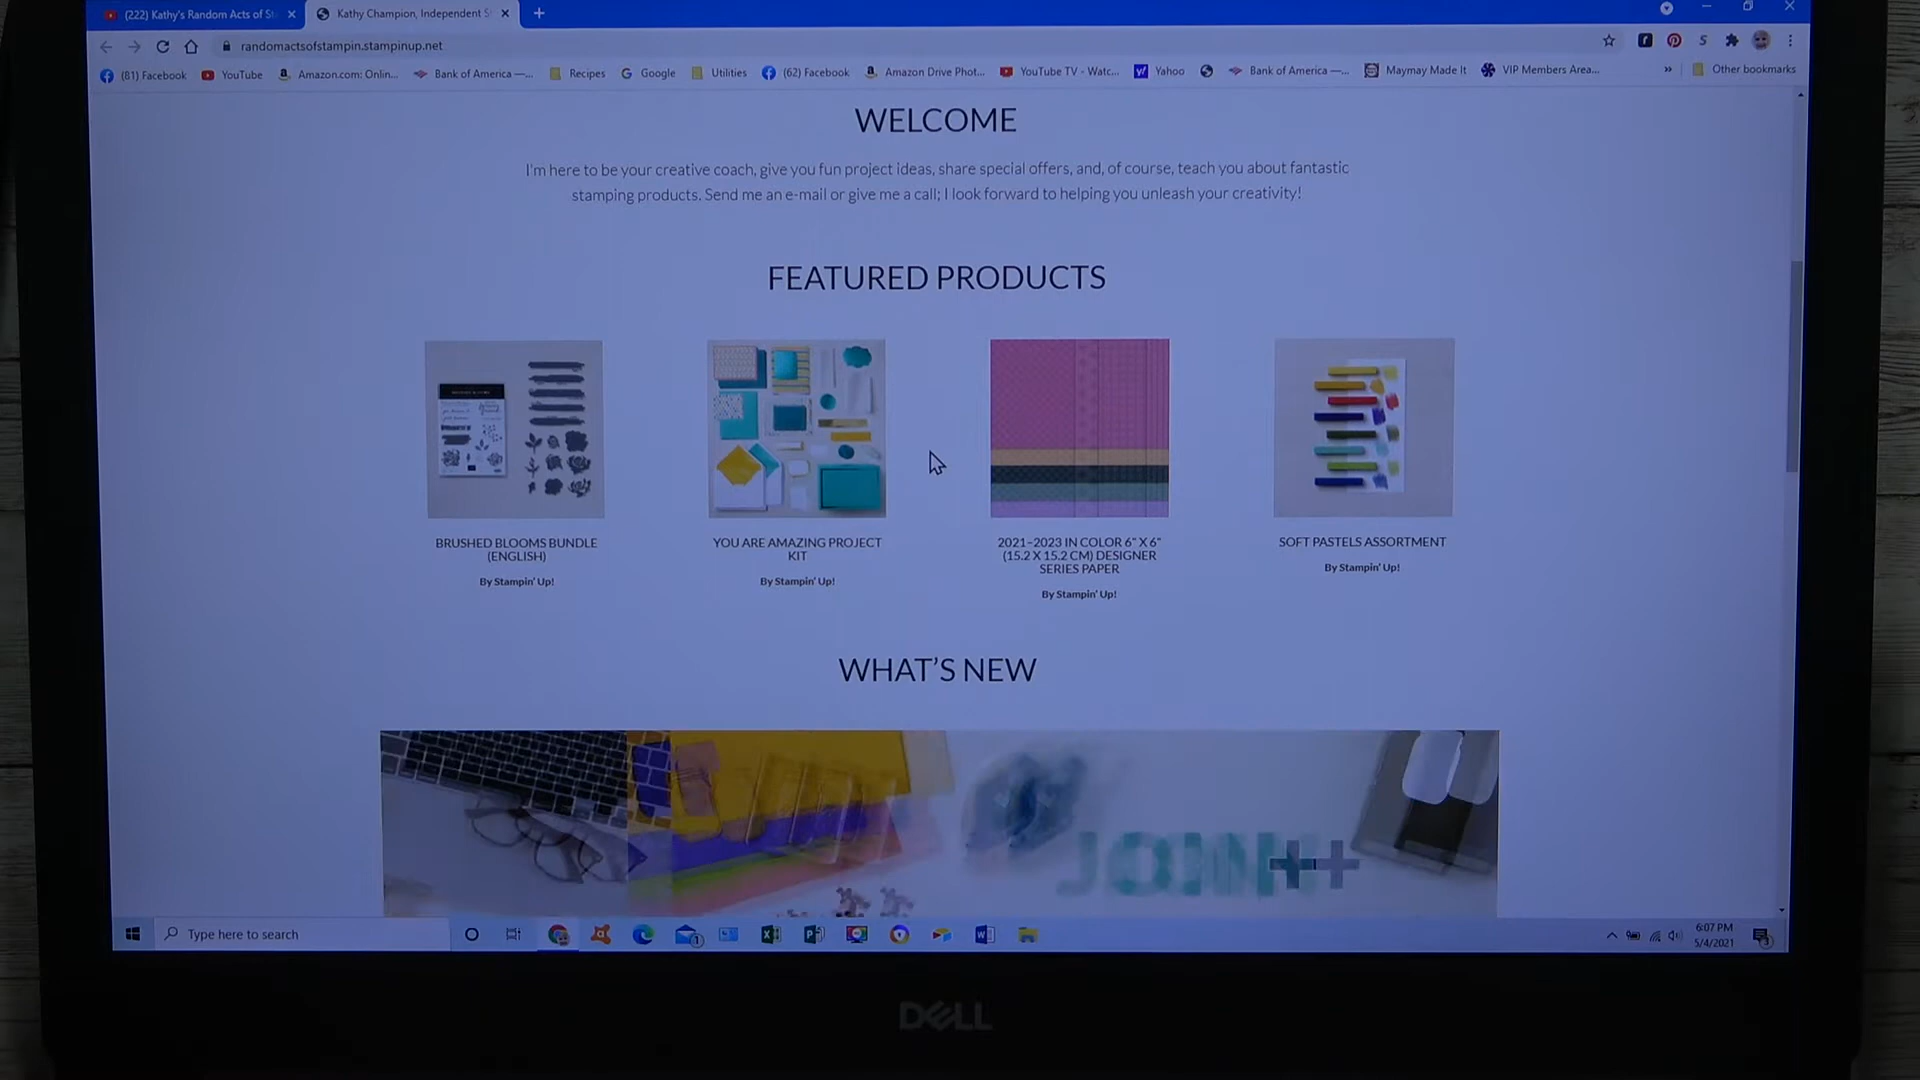 (222) Kathy's Random Acts of St
Kathy Champion, Independent S
randomactsofstampin.stampinup.net
(81) Facebook YouTube Amazon.com: Onlin... Bank of America —... Recipes Google Utilities (62) Facebook Amazon Drive Phot... YouTube TV - Watc... Yahoo Bank of America —... Maymay Made It VIP Members Area... » Other bookmarks
WELCOME
I'm here to be your creative coach, give you fun project ideas, share special offers, and, of course, teach you about fantastic
stamping products. Send me an e-mail or give me a call; I look forward to helping you unleash your creativity!
FEATURED PRODUCTS
BRUSHED BLOOMS BUNDLE
(ENGLISH)
By Stampin' Up!
YOU ARE AMAZING PROJECT
KIT
By Stampin' Up!
2021–2023 IN COLOR 6" X 6"
(15.2 X 15.2 CM) DESIGNER
SERIES PAPER
By Stampin' Up!
SOFT PASTELS ASSORTMENT
By Stampin' Up!
WHAT'S NEW
Type here to search
6:07 PM
5/4/2021
DELL